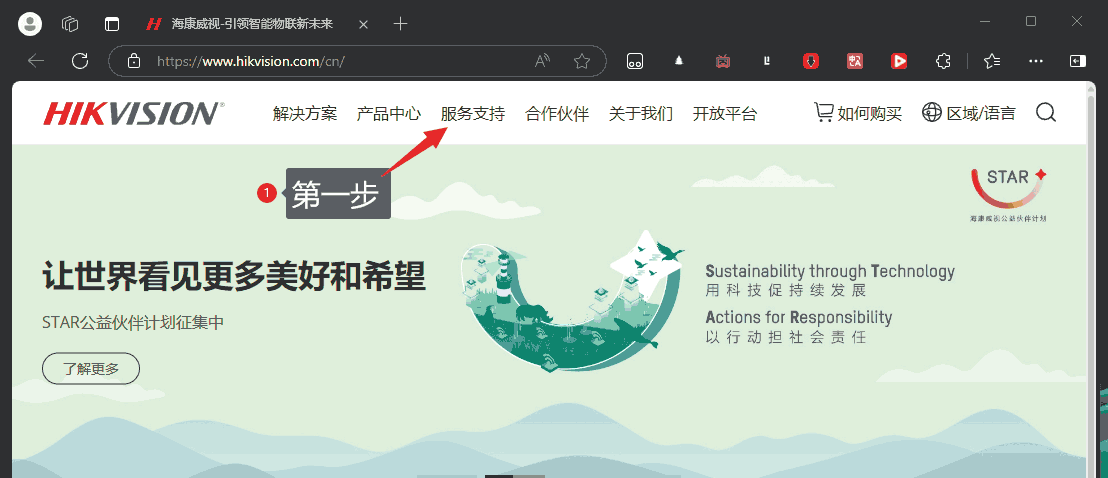 海康威视-引领智能物联新未来
https://www.hikvision.com/cn/
HIKVISION®
解决方案 产品中心 服务支持 合作伙伴 关于我们 开放平台 如何购买 区域/语言
1 第一步
STAR
海康威视公益伙伴计划
让世界看见更多美好和希望
STAR公益伙伴计划征集中
了解更多
Sustainability through Technology
用科技促持续发展
Actions for Responsibility
以行动担社会责任